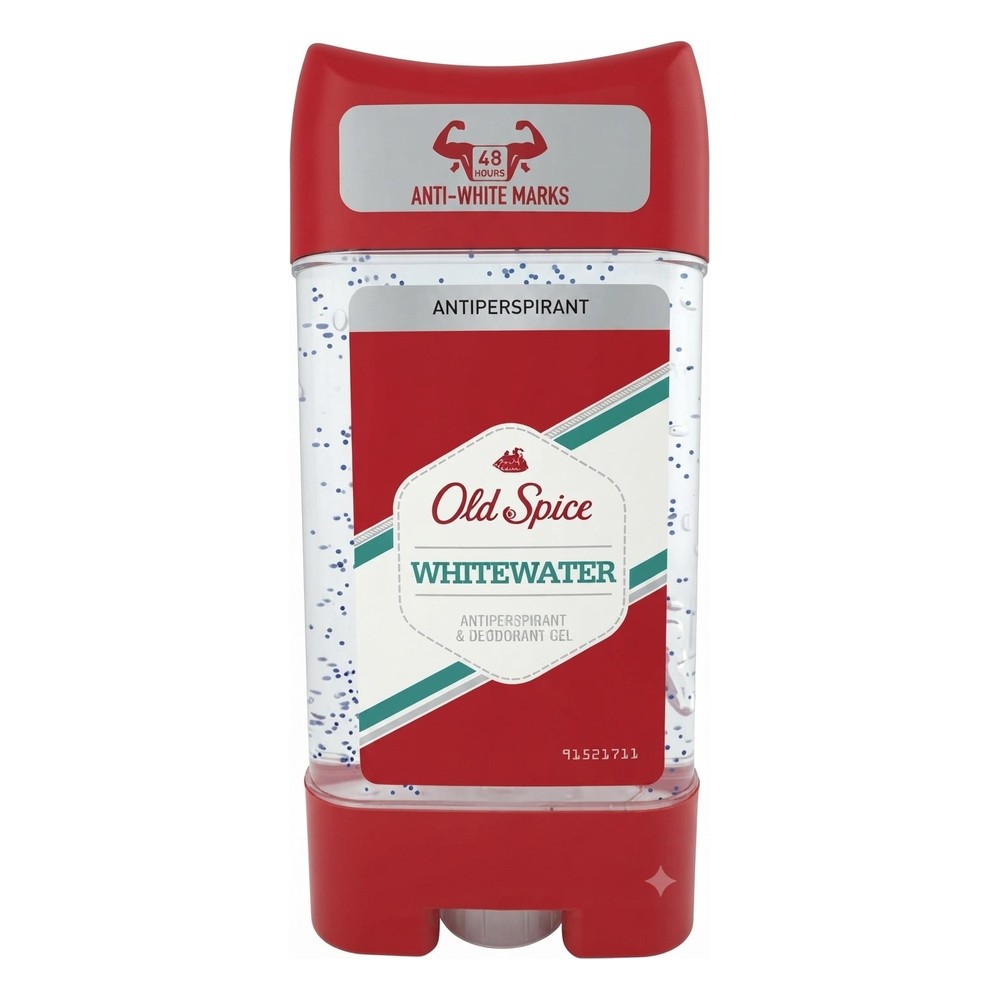 48
HOURS
ANTI-WHITE MARKS
ANTIPERSPIRANT
Old Spice
WHITEWATER
ANTIPERSPIRANT
& DEODORANT GEL
91521711